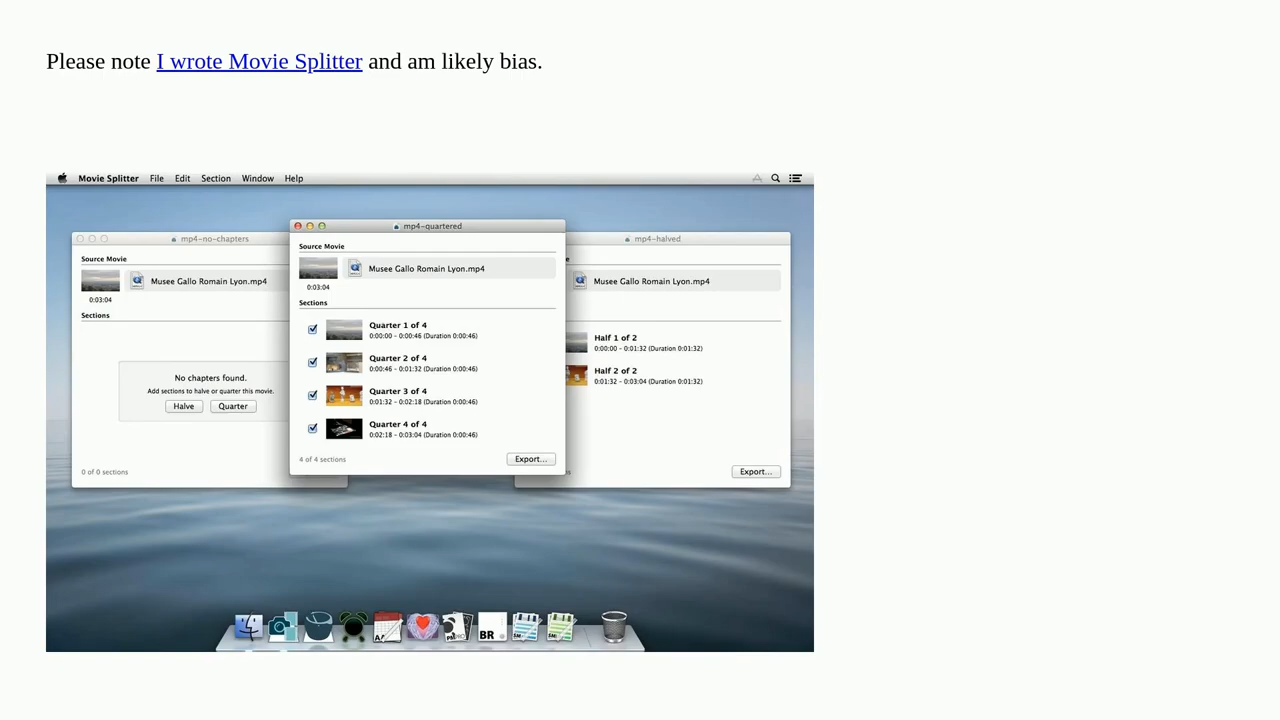 Please note I wrote Movie Splitter and am likely bias.
Movie Splitter File Edit Section Window Help
mp4-no-chapters
Source Movie
Musee Gallo Romain Lyon.mp4
0:03:04
Sections
No chapters found.
Add sections to halve or quarter this movie.
Halve Quarter
0 of 0 sections
mp4-quartered
Source Movie
Musee Gallo Romain Lyon.mp4
0:03:04
Sections
Quarter 1 of 4
0:00:00 - 0:00:46 (Duration 0:00:46)
Quarter 2 of 4
0:00:46 - 0:01:32 (Duration 0:00:46)
Quarter 3 of 4
0:01:32 - 0:02:18 (Duration 0:00:46)
Quarter 4 of 4
0:02:18 - 0:03:04 (Duration 0:00:46)
4 of 4 sections
Export...
mp4-halved
Musee Gallo Romain Lyon.mp4
Half 1 of 2
0:00:00 - 0:01:32 (Duration 0:01:32)
Half 2 of 2
0:01:32 - 0:03:04 (Duration 0:01:32)
Export...
BR